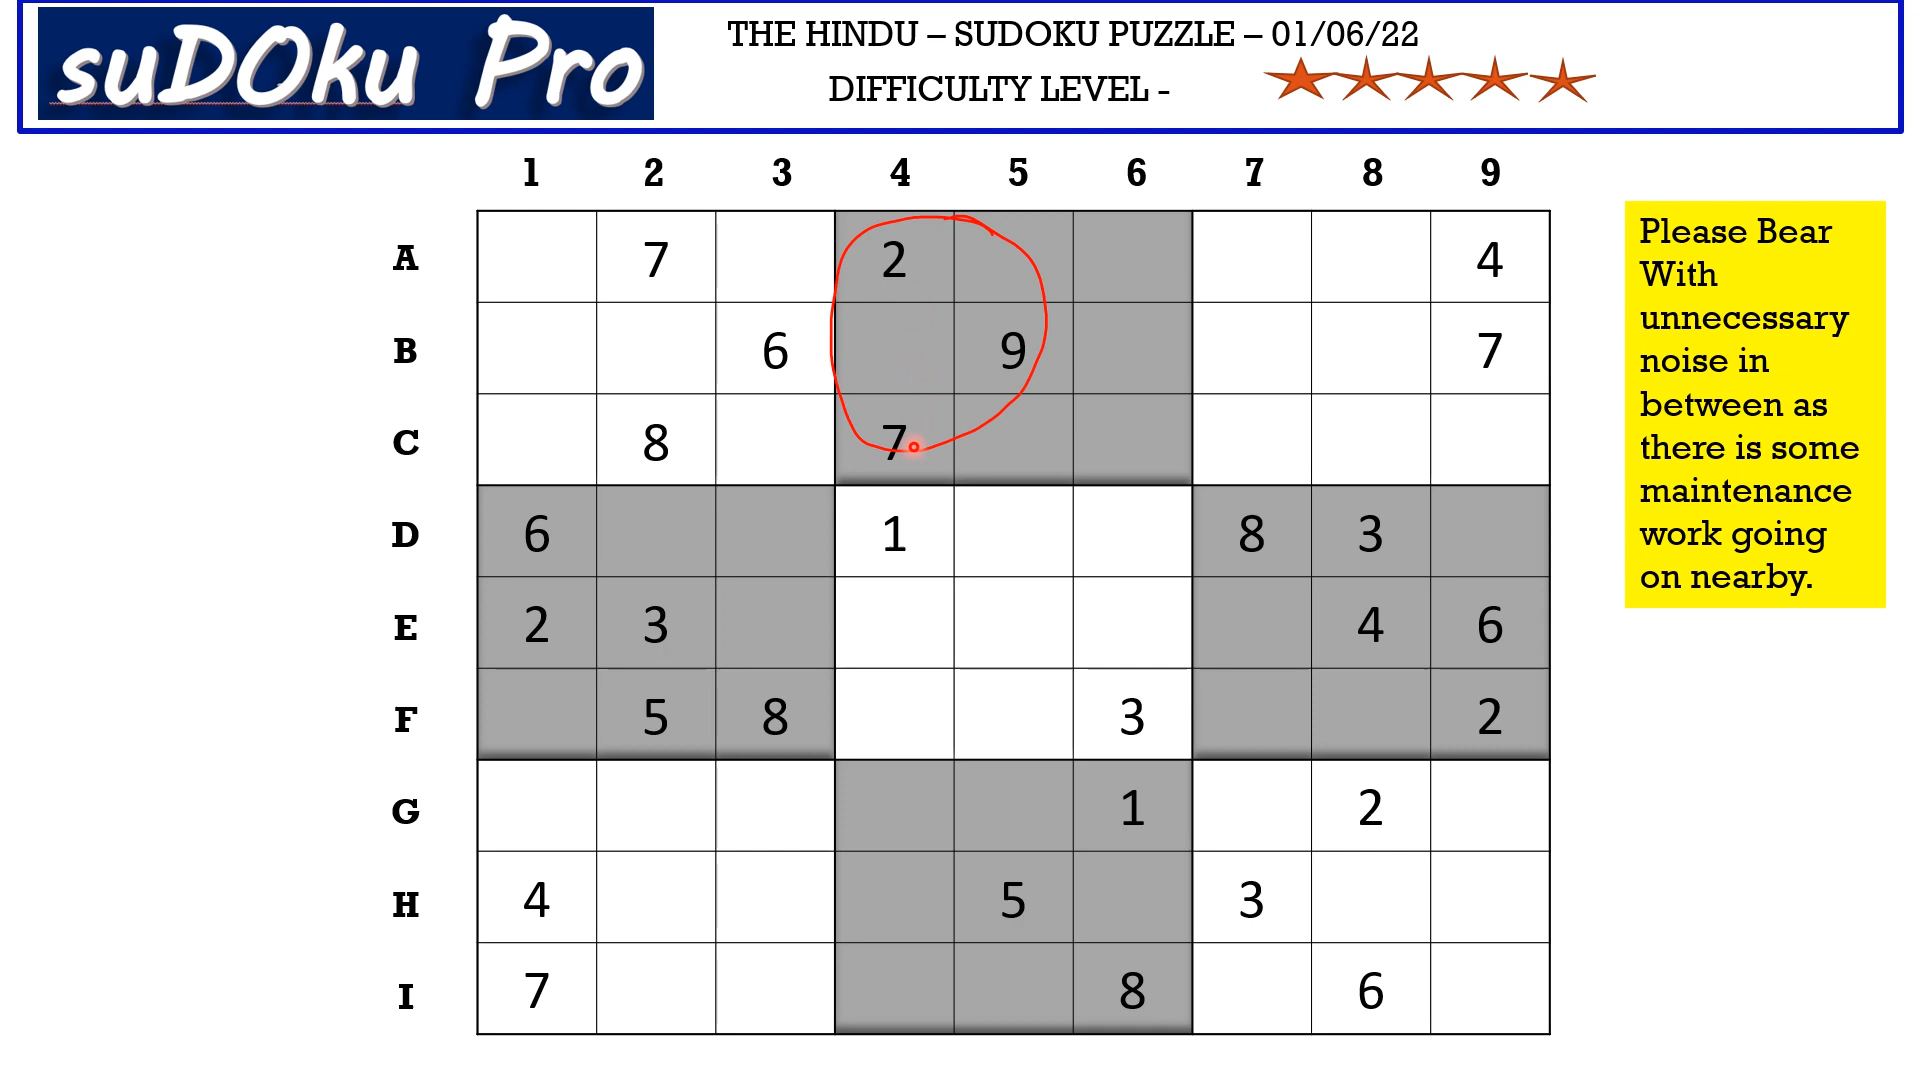 suDOku Pro
THE HINDU – SUDOKU PUZZLE – 01/06/22
DIFFICULTY LEVEL -
1 2 3 4 5 6 7 8 9
A 7 2 4
B 6 9 7
C 8 7
D 6 1 8 3
E 2 3 4 6
F 5 8 3 2
G 1 2
H 4 5 3
I 7 8 6
Please Bear
With
unnecessary
noise in
between as
there is some
maintenance
work going
on nearby.